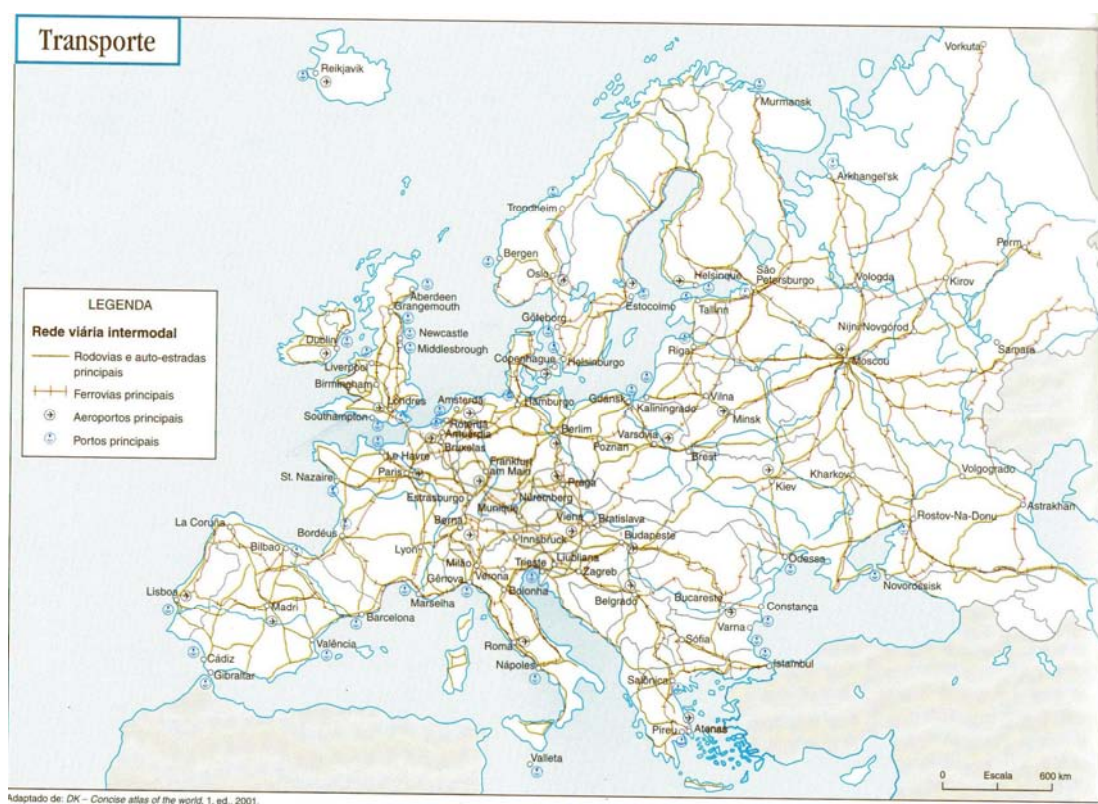 Transporte
Vorkuta
Reikjavik
Murmansk
Arkhangel'sk
Trondheim
Perm
Bergen
Oslo
Helsinque
São
Petersburgo
Vologda
Kirov
LEGENDA
Rede viária intermodal
Rodovias e auto-estradas
principais
Ferrovias principais
Aeroportos principais
Portos principais
Aberdeen
Grangemouth
Estocolmo
Tallinn
Göteborg
Nijni Novgorod
Newcastle
Dublin
Middlesbrough
Riga
Samara
Copenhague
Helsinburgo
Moscou
Liverpool
Birmingham
Vilna
Londres
Amsterdã
Hamburgo
Gdansk
Kaliningrado
Minsk
Southampton
Roterdã
Antuérpia
Berlim
Varsóvia
Bruxelas
Poznan
Brest
Le Havre
Frankfurt
am Maio
Paris
Kharkov
Volgogrado
St. Nazaire
Praga
Kiev
Estrasburgo
Nüremberg
Astrakhan
Munique
Rostov-Na-Donu
La Coruña
Berna
Viena
Bratislava
Bordéus
Innsbruck
Budapeste
Bilbao
Lyon
Odessa
Milão
Trieste
Liubliana
Gênova
Verona
Zagreb
Novorossisk
Lisboa
Marselha
Bolonha
Belgrado
Bucareste
Constança
Madri
Barcelona
Varna
Roma
Sófia
Valência
Cádiz
Nápoles
Istambul
Gibraltar
Salônica
Pireu
Atenas
Valleta
0 Escala 600 km
Adaptado de: DK – Concise atlas of the world, 1. ed., 2001.